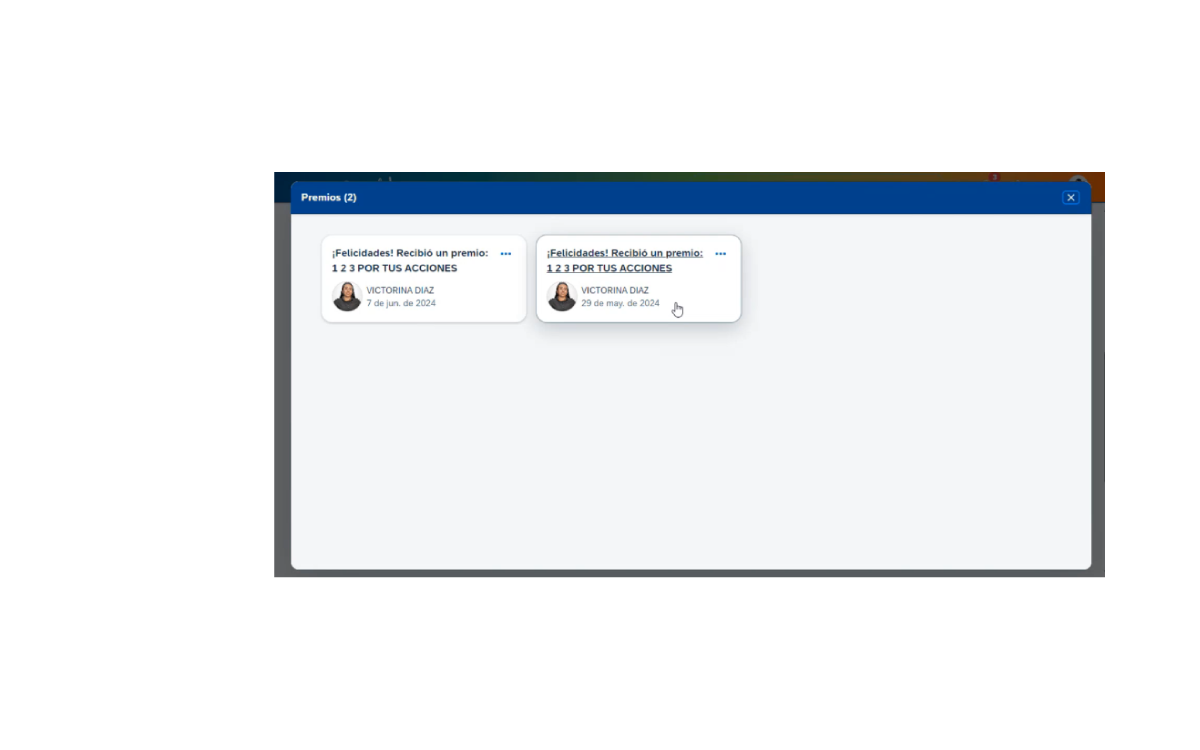 Premios (2)
¡Felicidades! Recibió un premio:
1 2 3 POR TUS ACCIONES
VICTORINA DIAZ
7 de jun. de 2024
¡Felicidades! Recibió un premio:
1 2 3 POR TUS ACCIONES
VICTORINA DIAZ
29 de may. de 2024